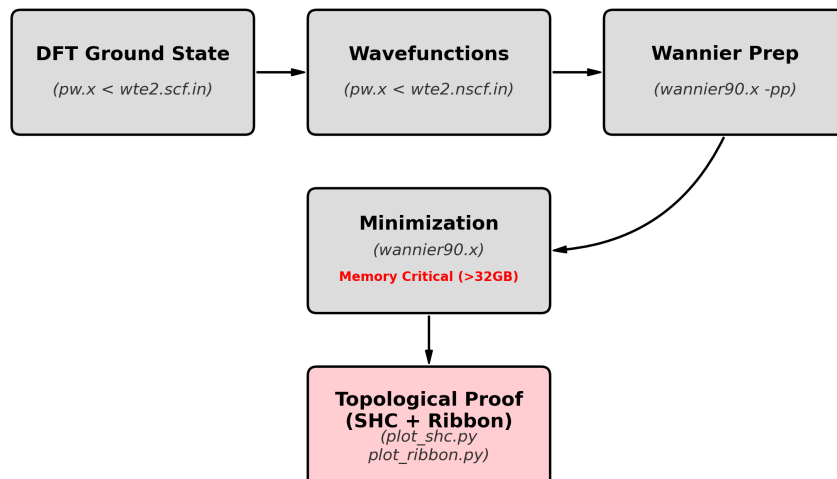 DFT Ground State
(pw.x < wte2.scf.in)
Wavefunctions
(pw.x < wte2.nscf.in)
Wannier Prep
(wannier90.x -pp)
Minimization
(wannier90.x)
Memory Critical (>32GB)
Topological Proof
(SHC + Ribbon)
(plot_shc.py
plot_ribbon.py)